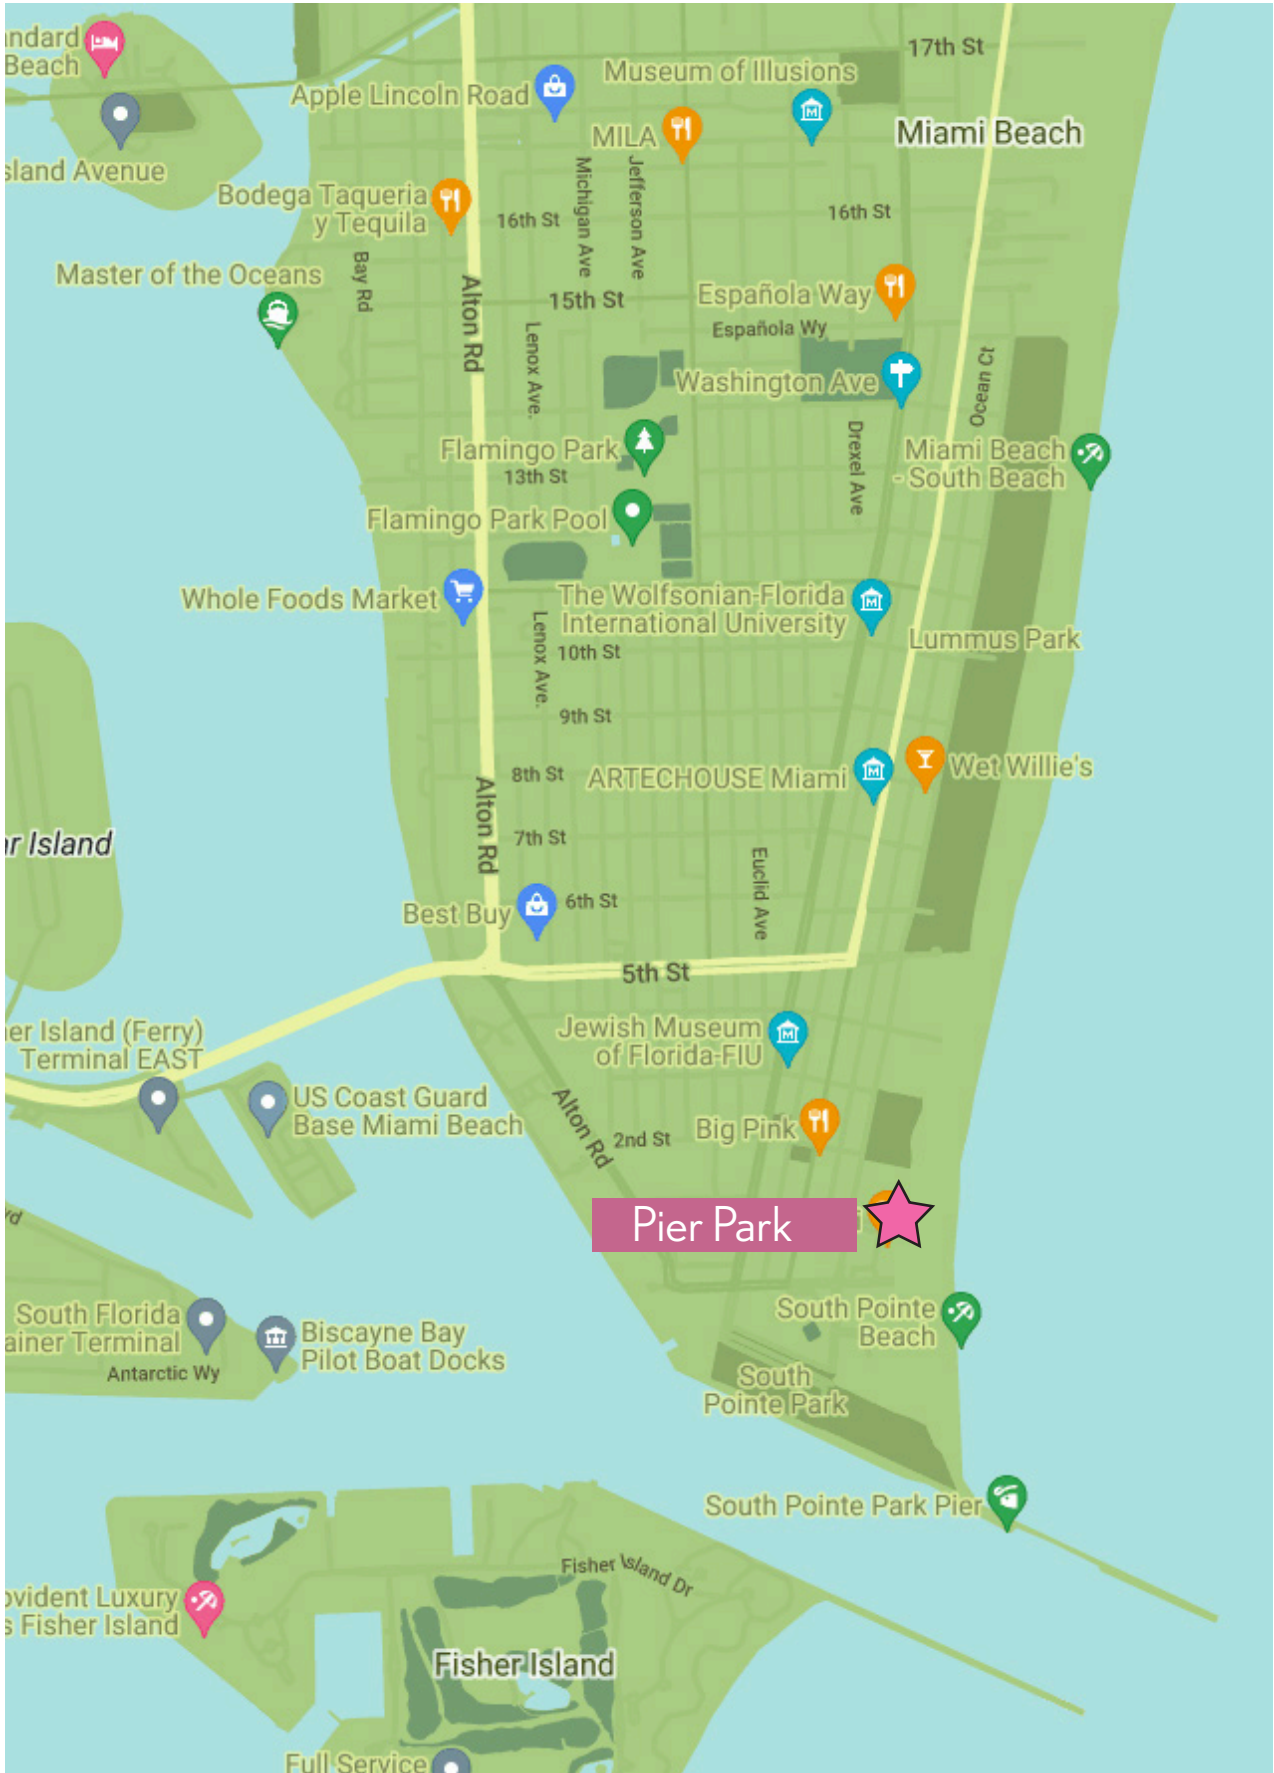 17th St
andard
Beach
Museum of Illusions
Apple Lincoln Road
MILA
Miami Beach
sland Avenue
Michigan Ave
Jefferson Ave
Bodega Taqueria
y Tequila
16th St
16th St
Bay Rd
Master of the Oceans
Alton Rd
15th St
Española Way
Española Wy
Lenox Ave.
Washington Ave
Ocean Ct
Drexel Ave
Flamingo Park
Miami Beach
- South Beach
13th St
Flamingo Park Pool
Whole Foods Market
The Wolfsonian-Florida
International University
Lummus Park
Lenox Ave.
10th St
9th St
8th St
ARTECHOUSE Miami
Wet Willie's
Alton Rd
7th St
r Island
Euclid Ave
6th St
Best Buy
5th St
er Island (Ferry)
Terminal EAST
Jewish Museum
of Florida-FIU
US Coast Guard
Base Miami Beach
Alton Rd
2nd St
Big Pink
Pier Park
South Pointe
Beach
South Florida
ainer Terminal
Biscayne Bay
Pilot Boat Docks
Antarctic Wy
South
Pointe Park
South Pointe Park Pier
Fisher Island Dr
ovident Luxury
s Fisher Island
Fisher Island
Full Service